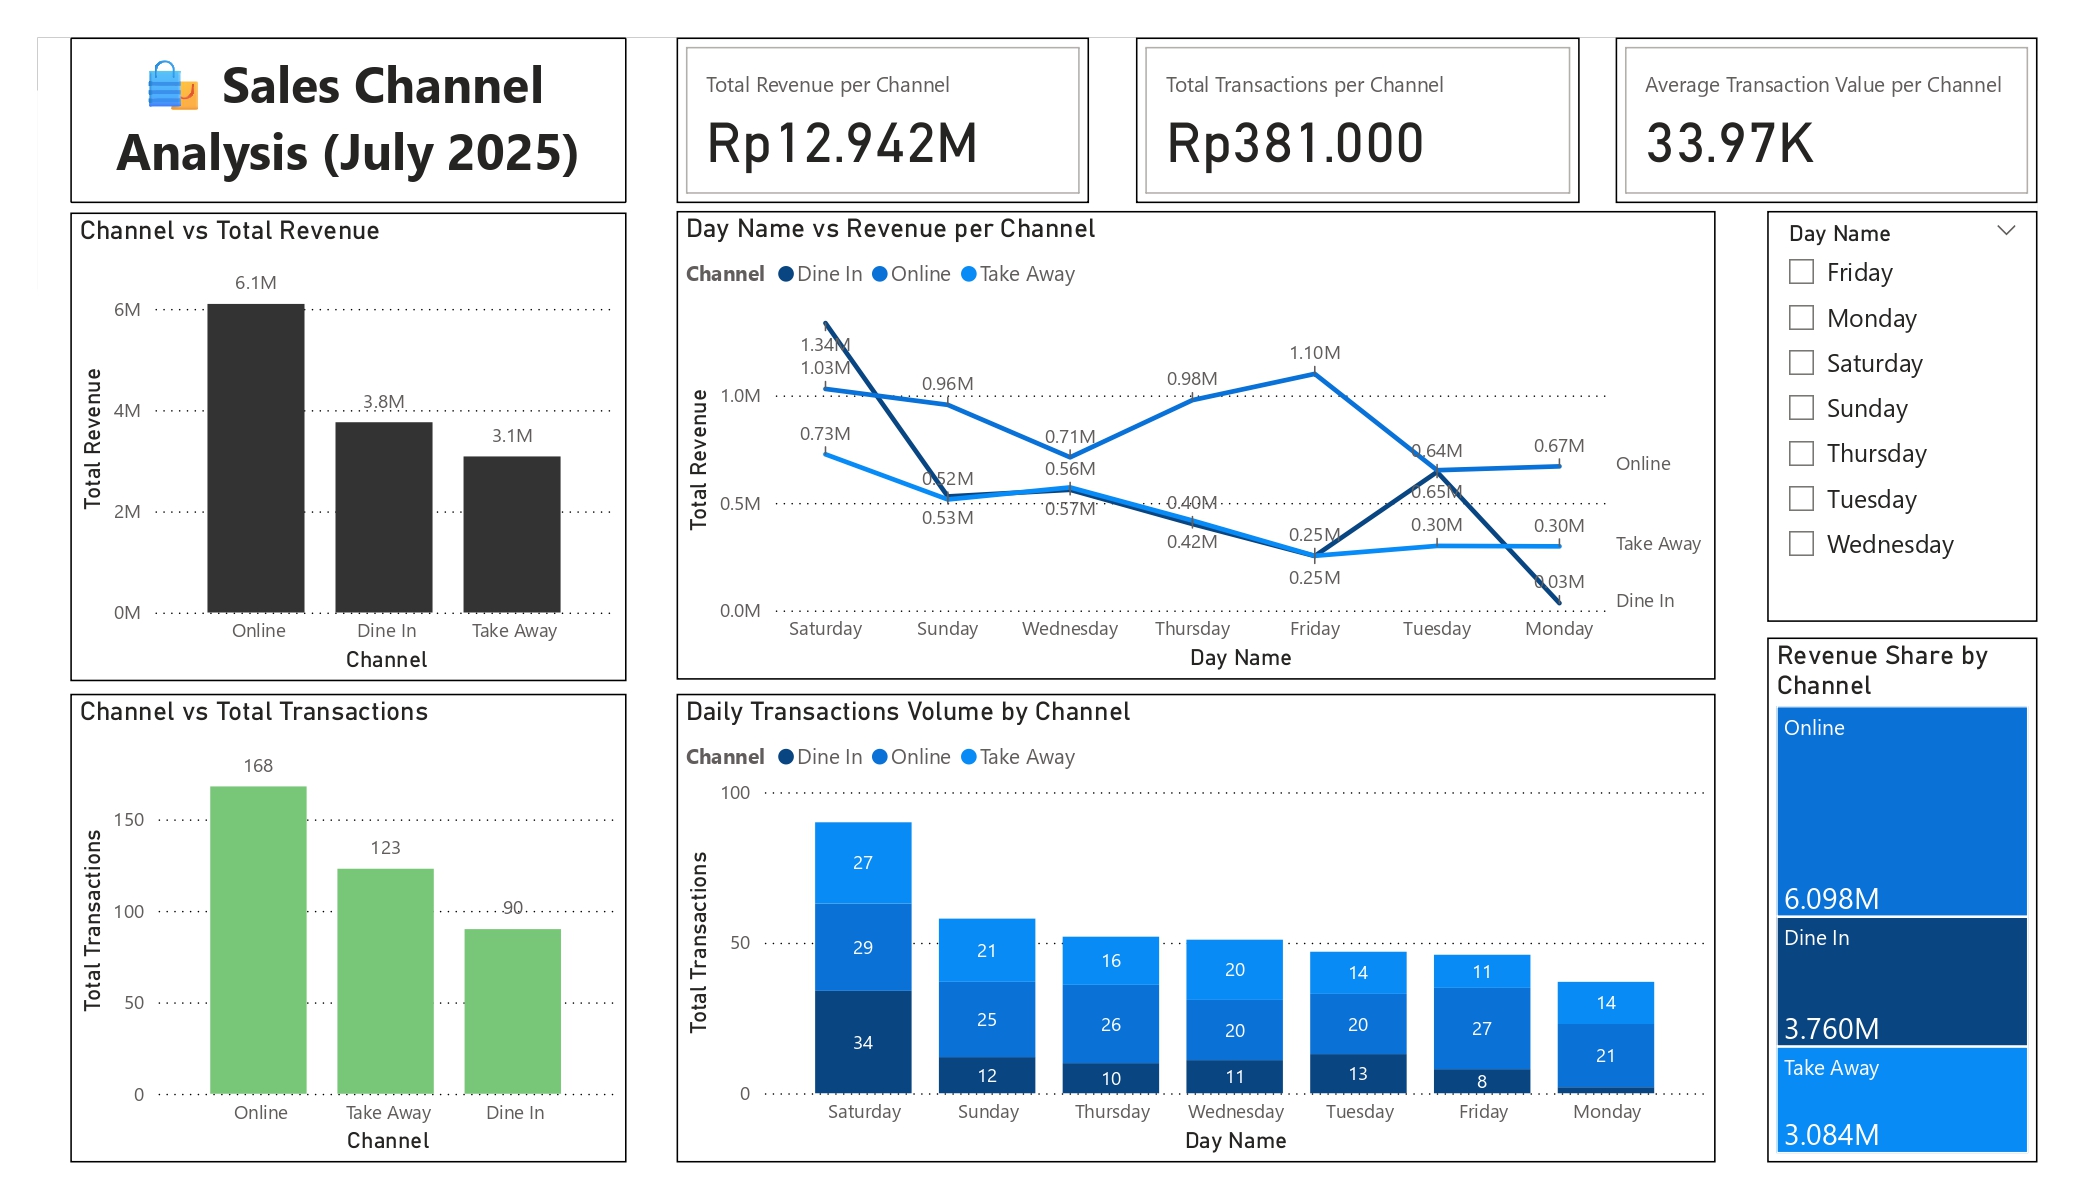 Sales Channel
Analysis (July 2025)
Total Revenue per Channel
Rp12.942M
Total Transactions per Channel
Rp381.000
Average Transaction Value per Channel
33.97K
Channel vs Total Revenue
Total Revenue
6M
4M
2M
0M
6.1M
3.8M
3.1M
Online
Dine In
Take Away
Channel
Day Name vs Revenue per Channel
Channel Dine In Online Take Away
Total Revenue
1.0M
0.5M
0.0M
1.34M
1.03M
0.73M
0.96M
0.52M
0.53M
0.71M
0.56M
0.57M
0.98M
0.40M
0.42M
1.10M
0.25M
0.25M
0.64M
0.65M
0.30M
0.67M
0.30M
0.03M
Online
Take Away
Dine In
Saturday
Sunday
Wednesday
Thursday
Friday
Tuesday
Monday
Day Name
Day Name
Friday
Monday
Saturday
Sunday
Thursday
Tuesday
Wednesday
Channel vs Total Transactions
Total Transactions
150
100
50
0
168
123
90
Online
Take Away
Dine In
Channel
Daily Transactions Volume by Channel
Channel Dine In Online Take Away
Total Transactions
100
50
0
27
29
34
21
25
12
16
26
10
20
20
11
14
20
13
11
27
8
14
21
Saturday
Sunday
Thursday
Wednesday
Tuesday
Friday
Monday
Day Name
Revenue Share by
Channel
Online
6.098M
Dine In
3.760M
Take Away
3.084M